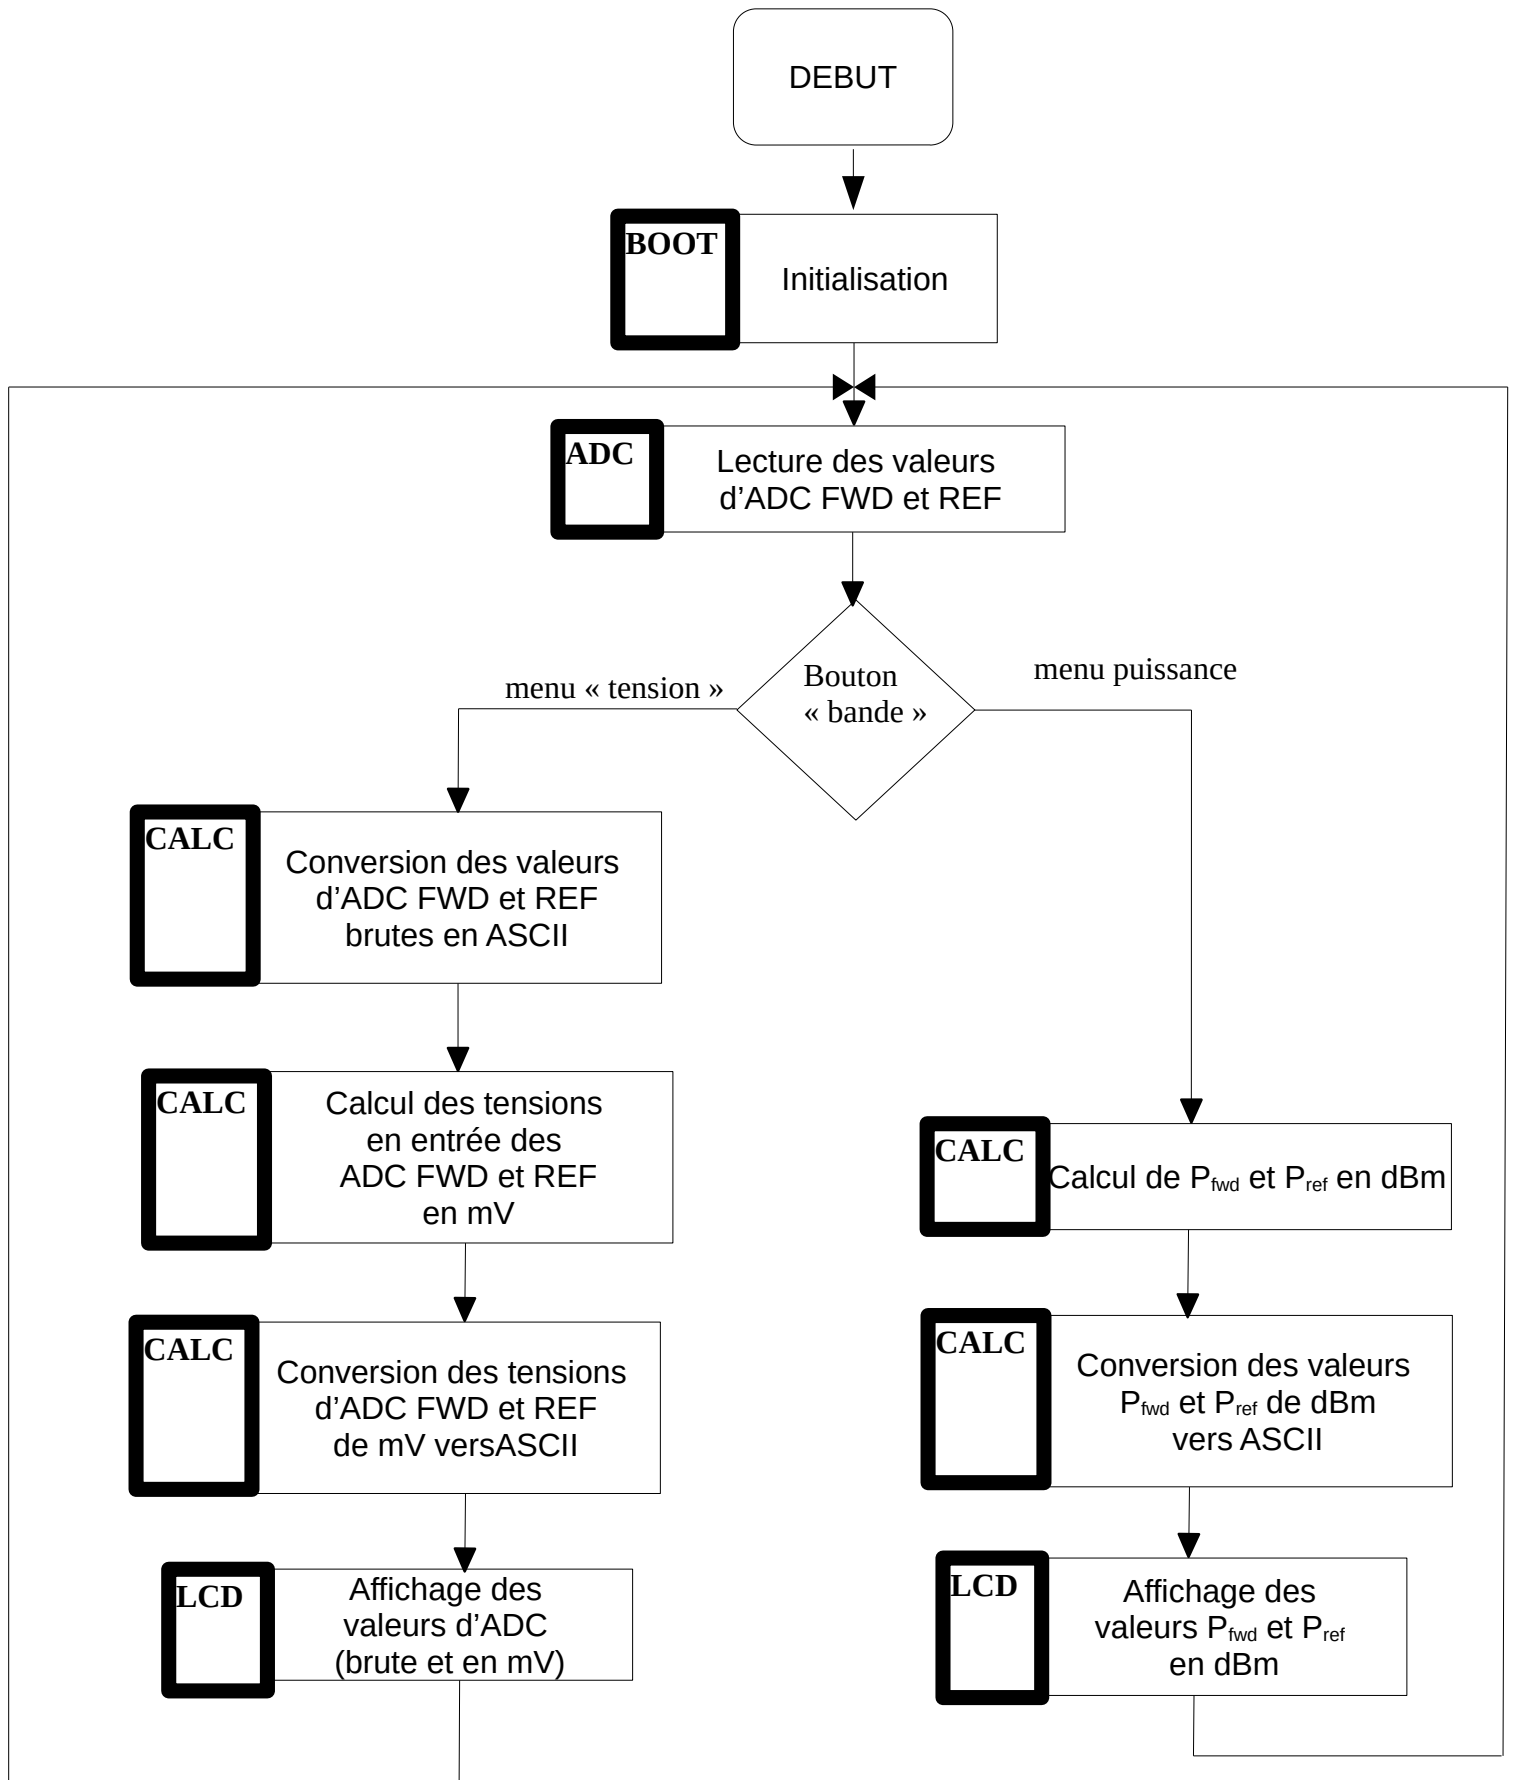 DEBUT
BOOT
Initialisation
ADC
Lecture des valeurs
d’ADC FWD et REF
Bouton
« bande »
menu « tension »
menu puissance
CALC
Conversion des valeurs
d’ADC FWD et REF
brutes en ASCII
CALC
Calcul des tensions
en entrée des
ADC FWD et REF
en mV
CALC
Conversion des tensions
d’ADC FWD et REF
de mV versASCII
LCD
Affichage des
valeurs d’ADC
(brute et en mV)
CALC
Calcul de Pfwd et Pref en dBm
CALC
Conversion des valeurs
Pfwd et Pref de dBm
vers ASCII
LCD
Affichage des
valeurs Pfwd et Pref
en dBm